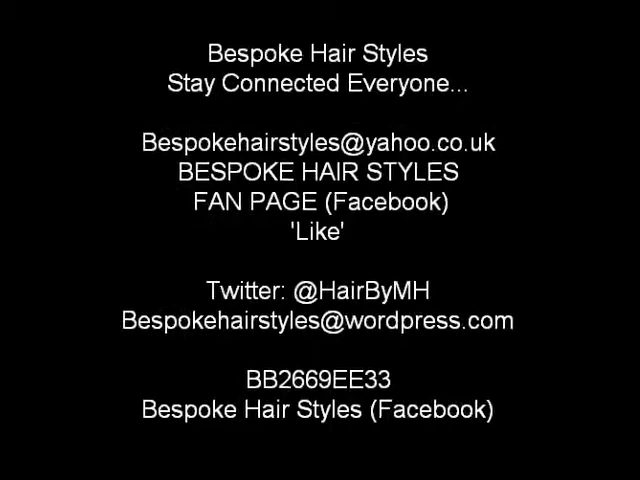 Bespoke Hair Styles
Stay Connected Everyone...
Bespokehairstyles@yahoo.co.uk
BESPOKE HAIR STYLES
FAN PAGE (Facebook)
'Like'
Twitter: @HairByMH
Bespokehairstyles@wordpress.com
BB2669EE33
Bespoke Hair Styles (Facebook)